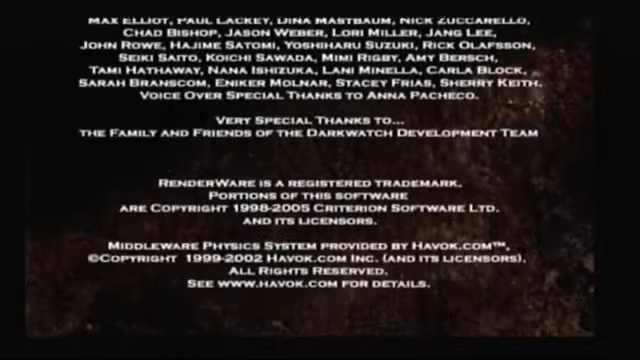 MAX ELLIOT, PAUL LACKEY, DINA MASTBAUM, NICK ZUCCARELLO,
CHAD BISHOP, JASON WEBER, LORI MILLER, JANG LEE,
JOHN ROWE, HAJIME SATOMI, YOSHIHARU SUZUKI, RICK OLAFSSON,
SEIKI SAITO, KOICHI SAWADA, MIMI RIGBY, AMY BERSCH,
TAMI HATHAWAY, NANA ISHIZUKA, LANI MINELLA, CARLA BLOCK,
SARAH BRANSCOM, ENIKER MOLNAR, STACEY FRIAS, SHERRY KEITH.
VOICE OVER SPECIAL THANKS TO ANNA PACHECO.
VERY SPECIAL THANKS TO...
THE FAMILY AND FRIENDS OF THE DARKWATCH DEVELOPMENT TEAM
RENDERWARE IS A REGISTERED TRADEMARK.
PORTIONS OF THIS SOFTWARE
ARE COPYRIGHT 1998-2005 CRITERION SOFTWARE LTD.
AND ITS LICENSORS.
MIDDLEWARE PHYSICS SYSTEM PROVIDED BY HAVOK.COM™,
©COPYRIGHT 1999-2002 HAVOK.COM INC. (AND ITS LICENSORS).
ALL RIGHTS RESERVED.
SEE WWW.HAVOK.COM FOR DETAILS.